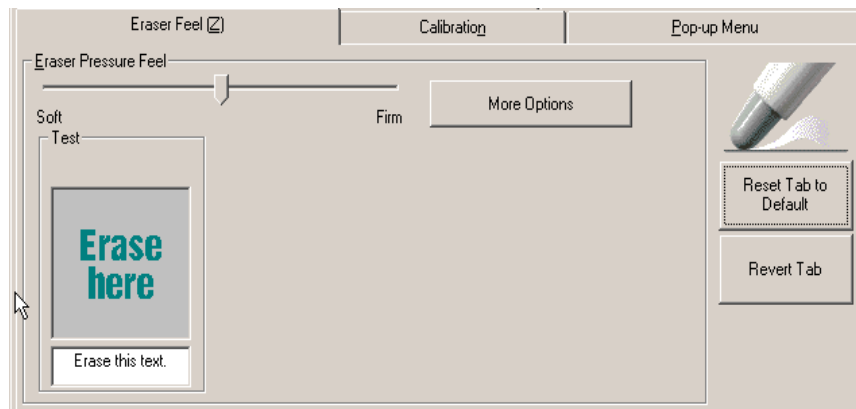 Eraser Feel (Z)
Calibration
Pop-up Menu
Eraser Pressure Feel
More Options
Soft
Firm
Test
Reset Tab to
Default
Erase
here
Revert Tab
Erase this text.